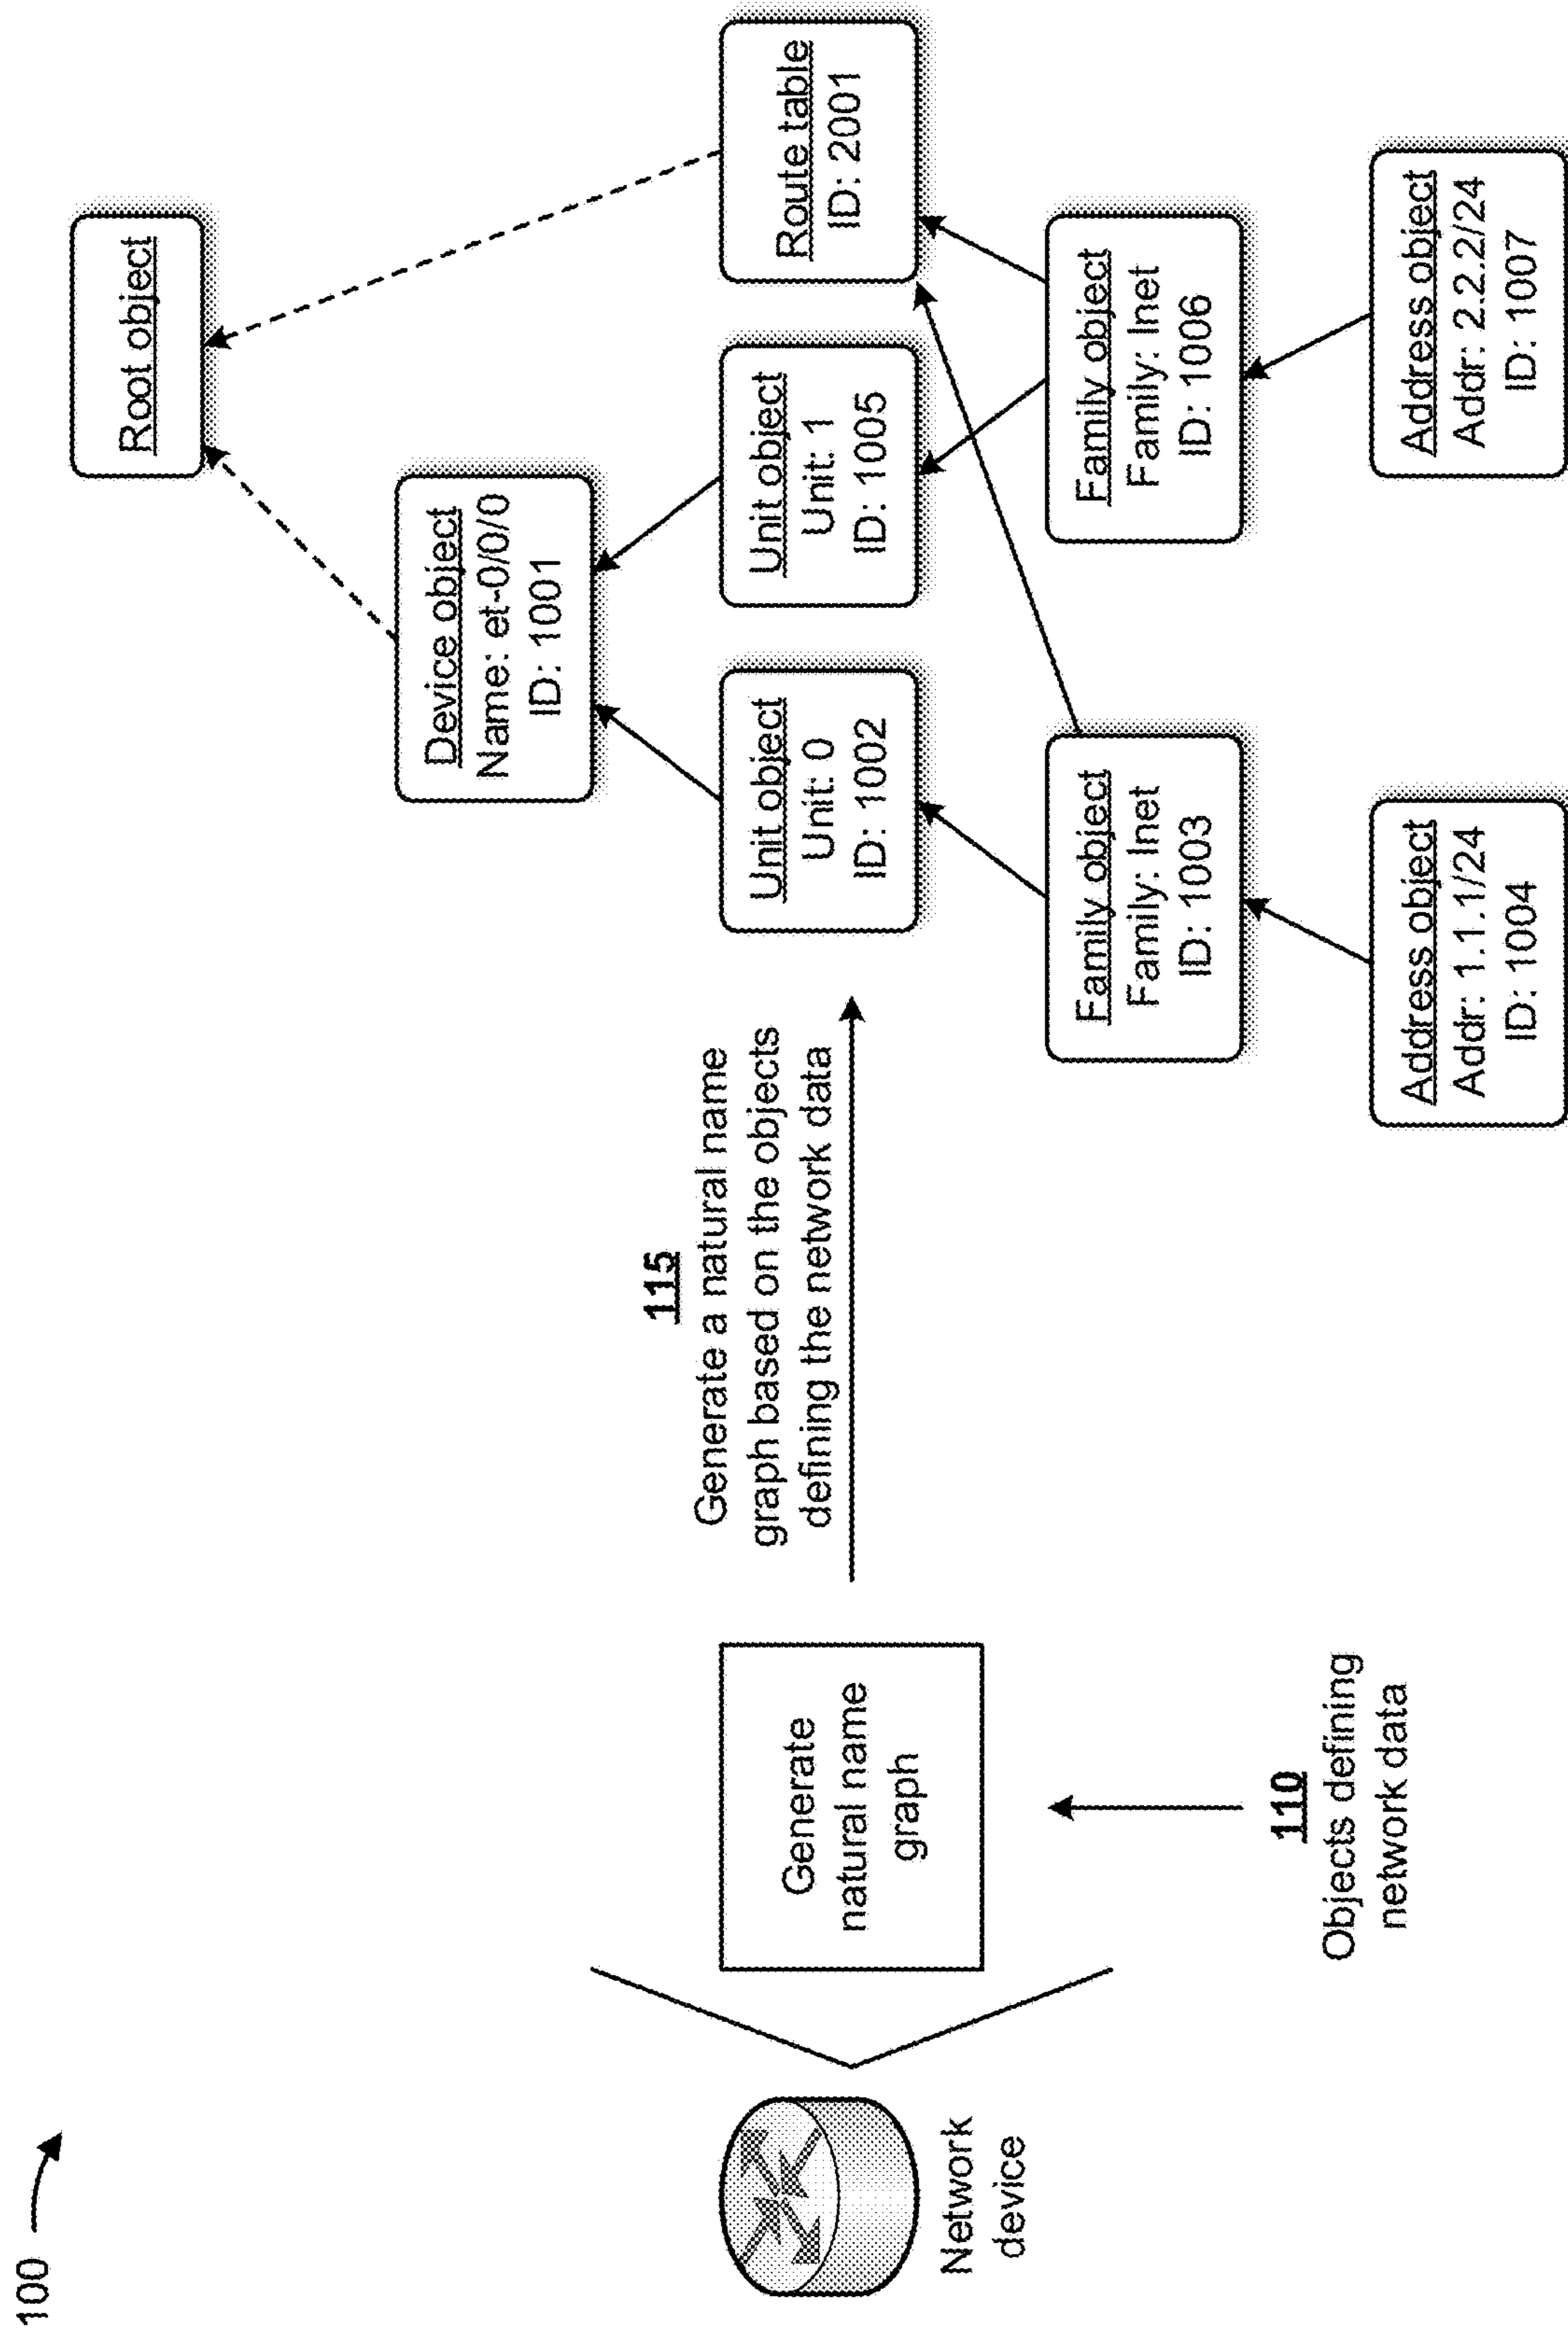 100
Network
device
Generate
natural name
graph
110
Objects defining
network data
115
Generate a natural name
graph based on the objects
defining the network data
Root object
Device object
Name: et-0/0/0
ID: 1001
Unit object
Unit: 0
ID: 1002
Unit object
Unit: 1
ID: 1005
Route table
ID: 2001
Family object
Family: Inet
ID: 1003
Family object
Family: Inet
ID: 1006
Address object
Addr: 1.1.1/24
ID: 1004
Address object
Addr: 2.2.2/24
ID: 1007